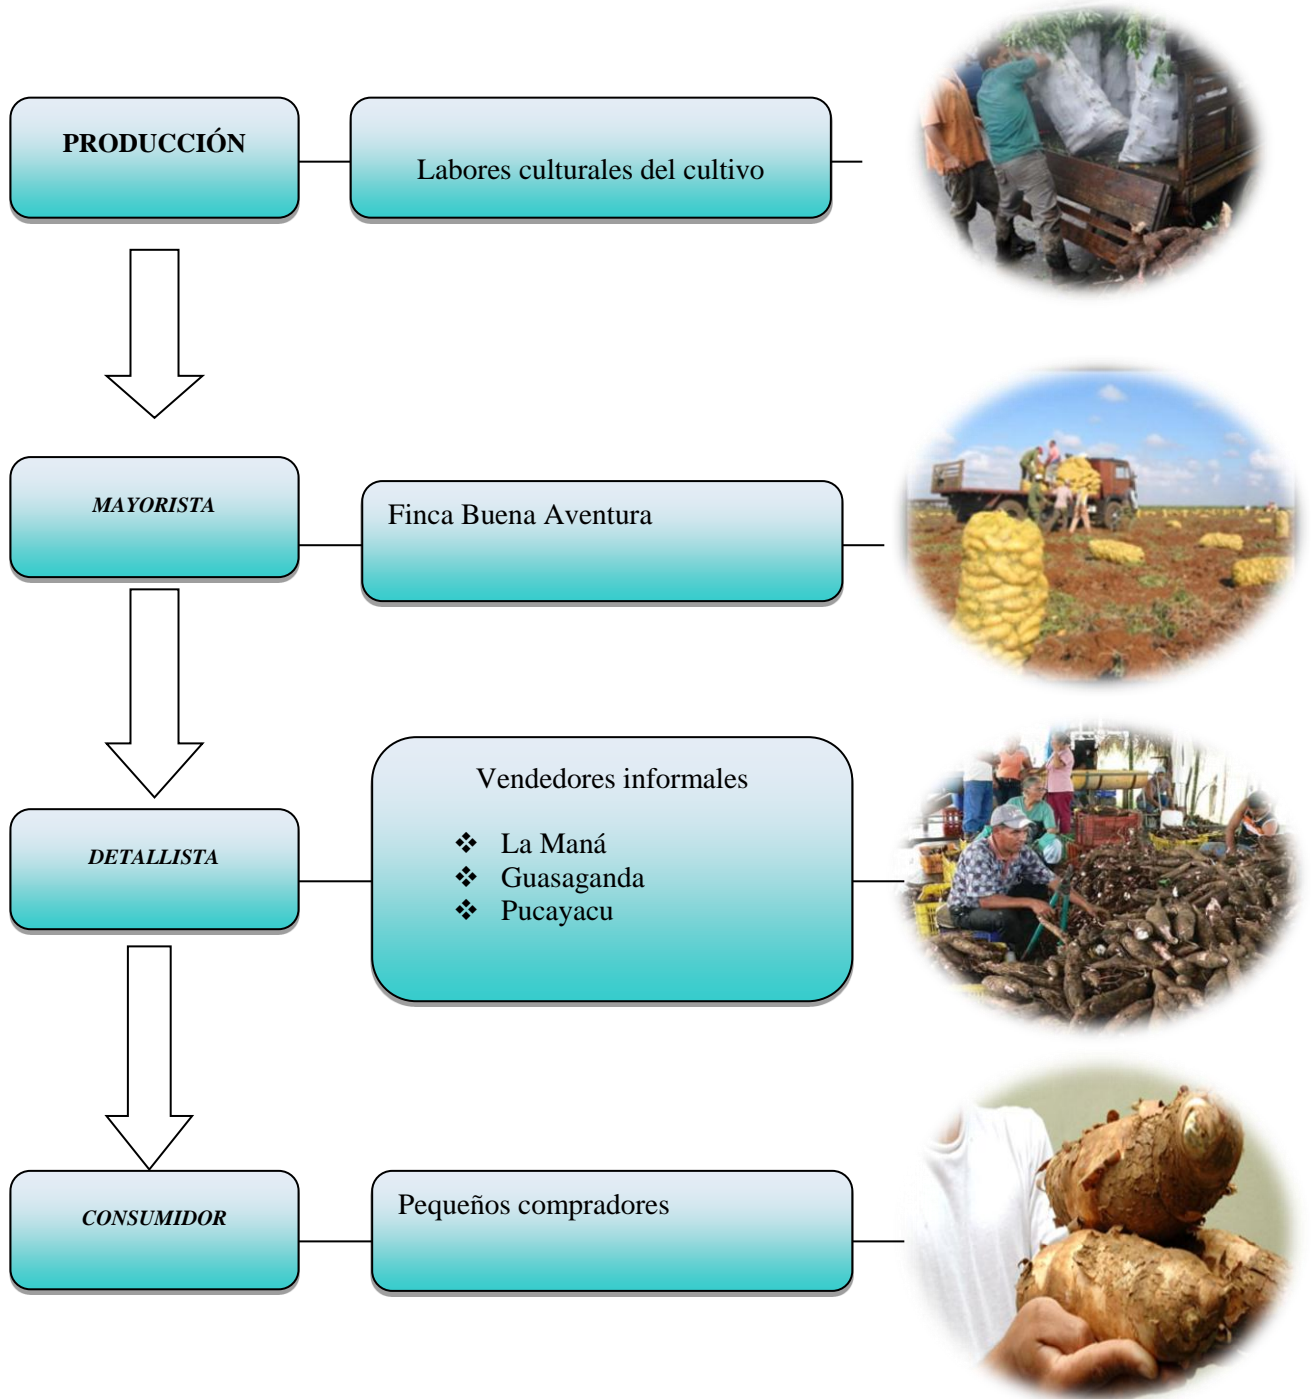 PRODUCCIÓN
Labores culturales del cultivo
MAYORISTA
Finca Buena Aventura
DETALLISTA
Vendedores informales
❖ La Maná
❖ Guasaganda
❖ Pucayacu
CONSUMIDOR
Pequeños compradores